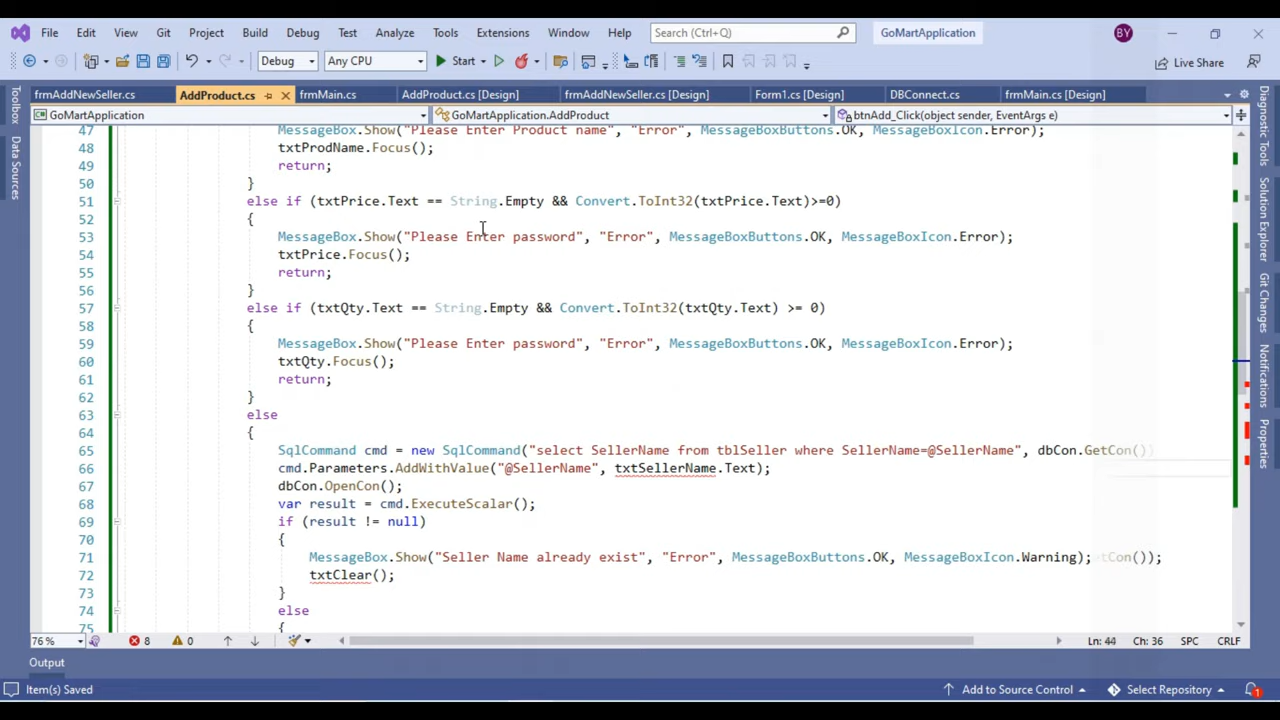 File Edit View Git Project Build Debug Test Analyze Tools Extensions Window Help Search (Ctrl+Q) GoMartApplication BY
Debug Any CPU Start Live Share
frmAddNewSeller.cs AddProduct.cs frmMain.cs AddProduct.cs [Design] frmAddNewSeller.cs [Design] Form1.cs [Design] DBConnect.cs frmMain.cs [Design]
GoMartApplication GoMartApplication.AddProduct btnAdd_Click(object sender, EventArgs e)
47 MessageBox.Show("Please Enter Product name", "Error", MessageBoxButtons.OK, MessageBoxIcon.Error);
48 txtProdName.Focus();
49 return;
50 }
51 else if (txtPrice.Text == String.Empty && Convert.ToInt32(txtPrice.Text)>=0)
52 {
53 MessageBox.Show("Please Enter password", "Error", MessageBoxButtons.OK, MessageBoxIcon.Error);
54 txtPrice.Focus();
55 return;
56 }
57 else if (txtQty.Text == String.Empty && Convert.ToInt32(txtQty.Text) >= 0)
58 {
59 MessageBox.Show("Please Enter password", "Error", MessageBoxButtons.OK, MessageBoxIcon.Error);
60 txtQty.Focus();
61 return;
62 }
63 else
64 {
65 SqlCommand cmd = new SqlCommand("select SellerName from tblSeller where SellerName=@SellerName", dbCon.GetCon())
66 cmd.Parameters.AddWithValue("@SellerName", txtSellerName.Text);
67 dbCon.OpenCon();
68 var result = cmd.ExecuteScalar();
69 if (result != null)
70 {
71 MessageBox.Show("Seller Name already exist", "Error", MessageBoxButtons.OK, MessageBoxIcon.Warning); etCon());
72 txtClear();
73 }
74 else
75 {
76 % 8 0 Ln: 44 Ch: 36 SPC CRLF
Output
Item(s) Saved Add to Source Control Select Repository 1
Toolbox
Data Sources
Diagnostic Tools
Solution Explorer
Git Changes
Notifications
Properties